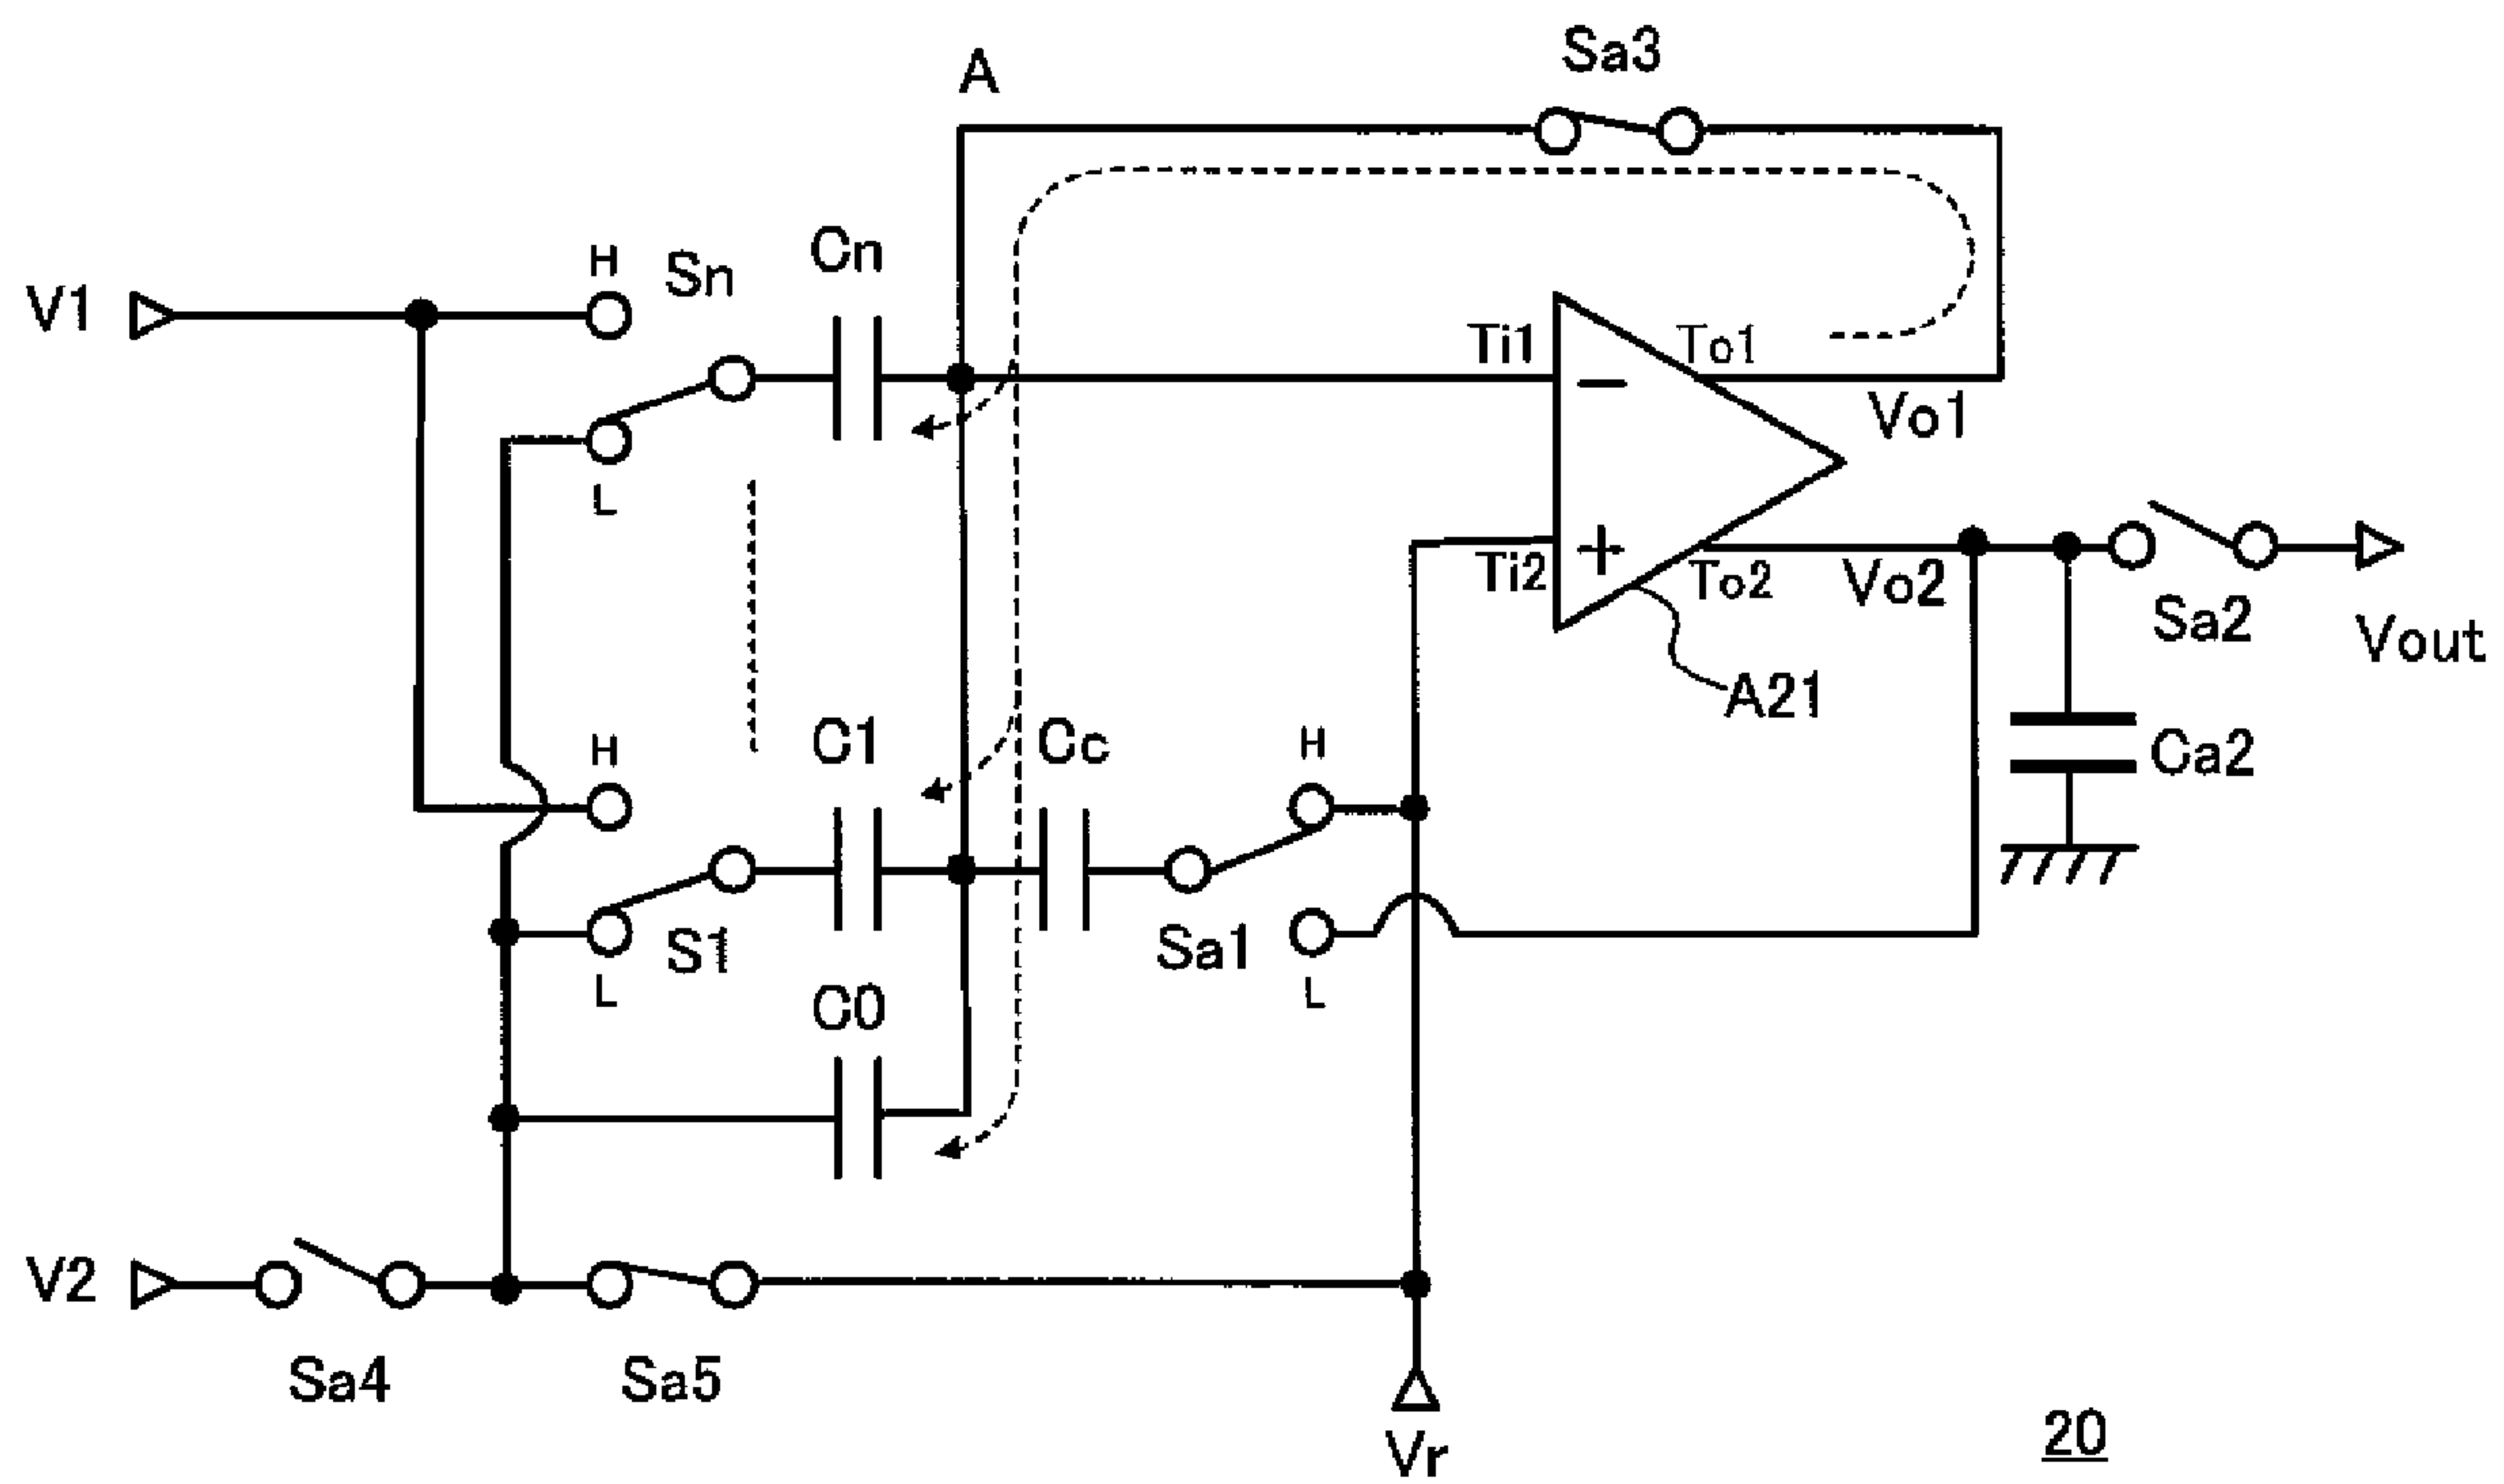 A
Sa3
V1
H
Sn
Cn
L
Ti1
To1
Vo1
Ti2
To2
Vo2
A21
Sa2
Vout
H
C1
Cc
H
Ca2
S1
L
Sa1
L
C0
V2
Sa4
Sa5
Vr
20